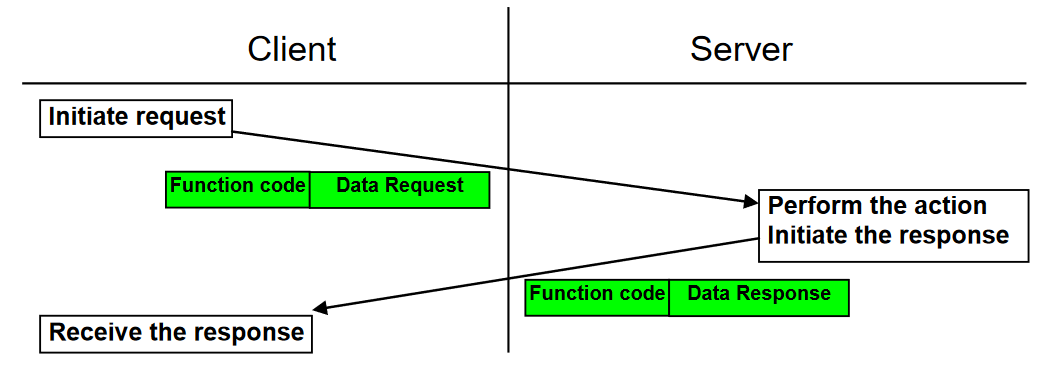 Client
Server
Initiate request
Function code Data Request
Perform the action
Initiate the response
Function code Data Response
Receive the response